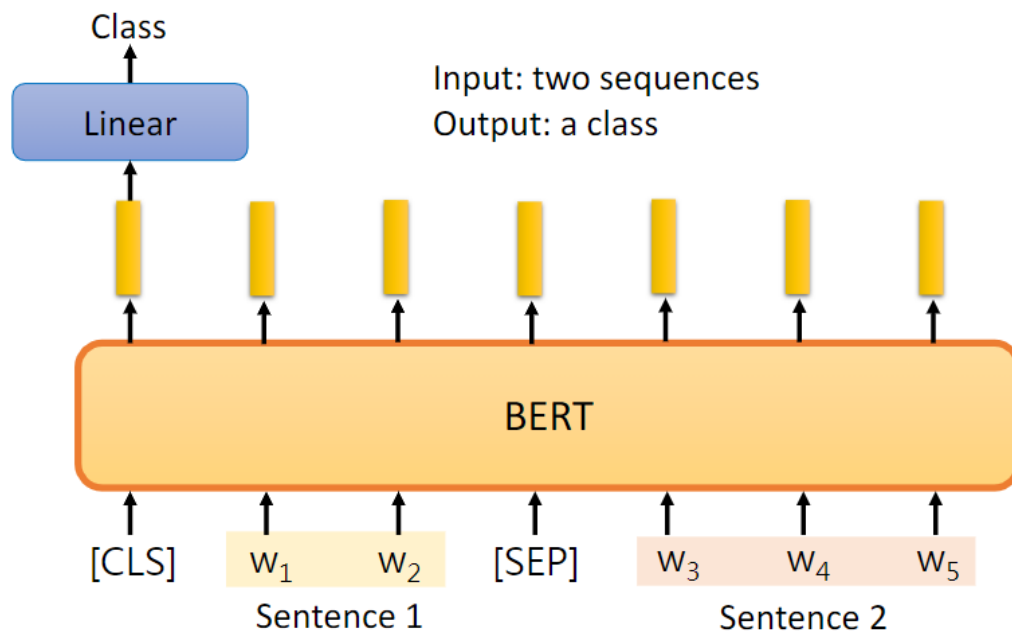 Class
Input: two sequences
Linear
Output: a class
BERT
[CLS] w₁ w₂ [SEP] w₃ w₄ w₅
Sentence 1 Sentence 2